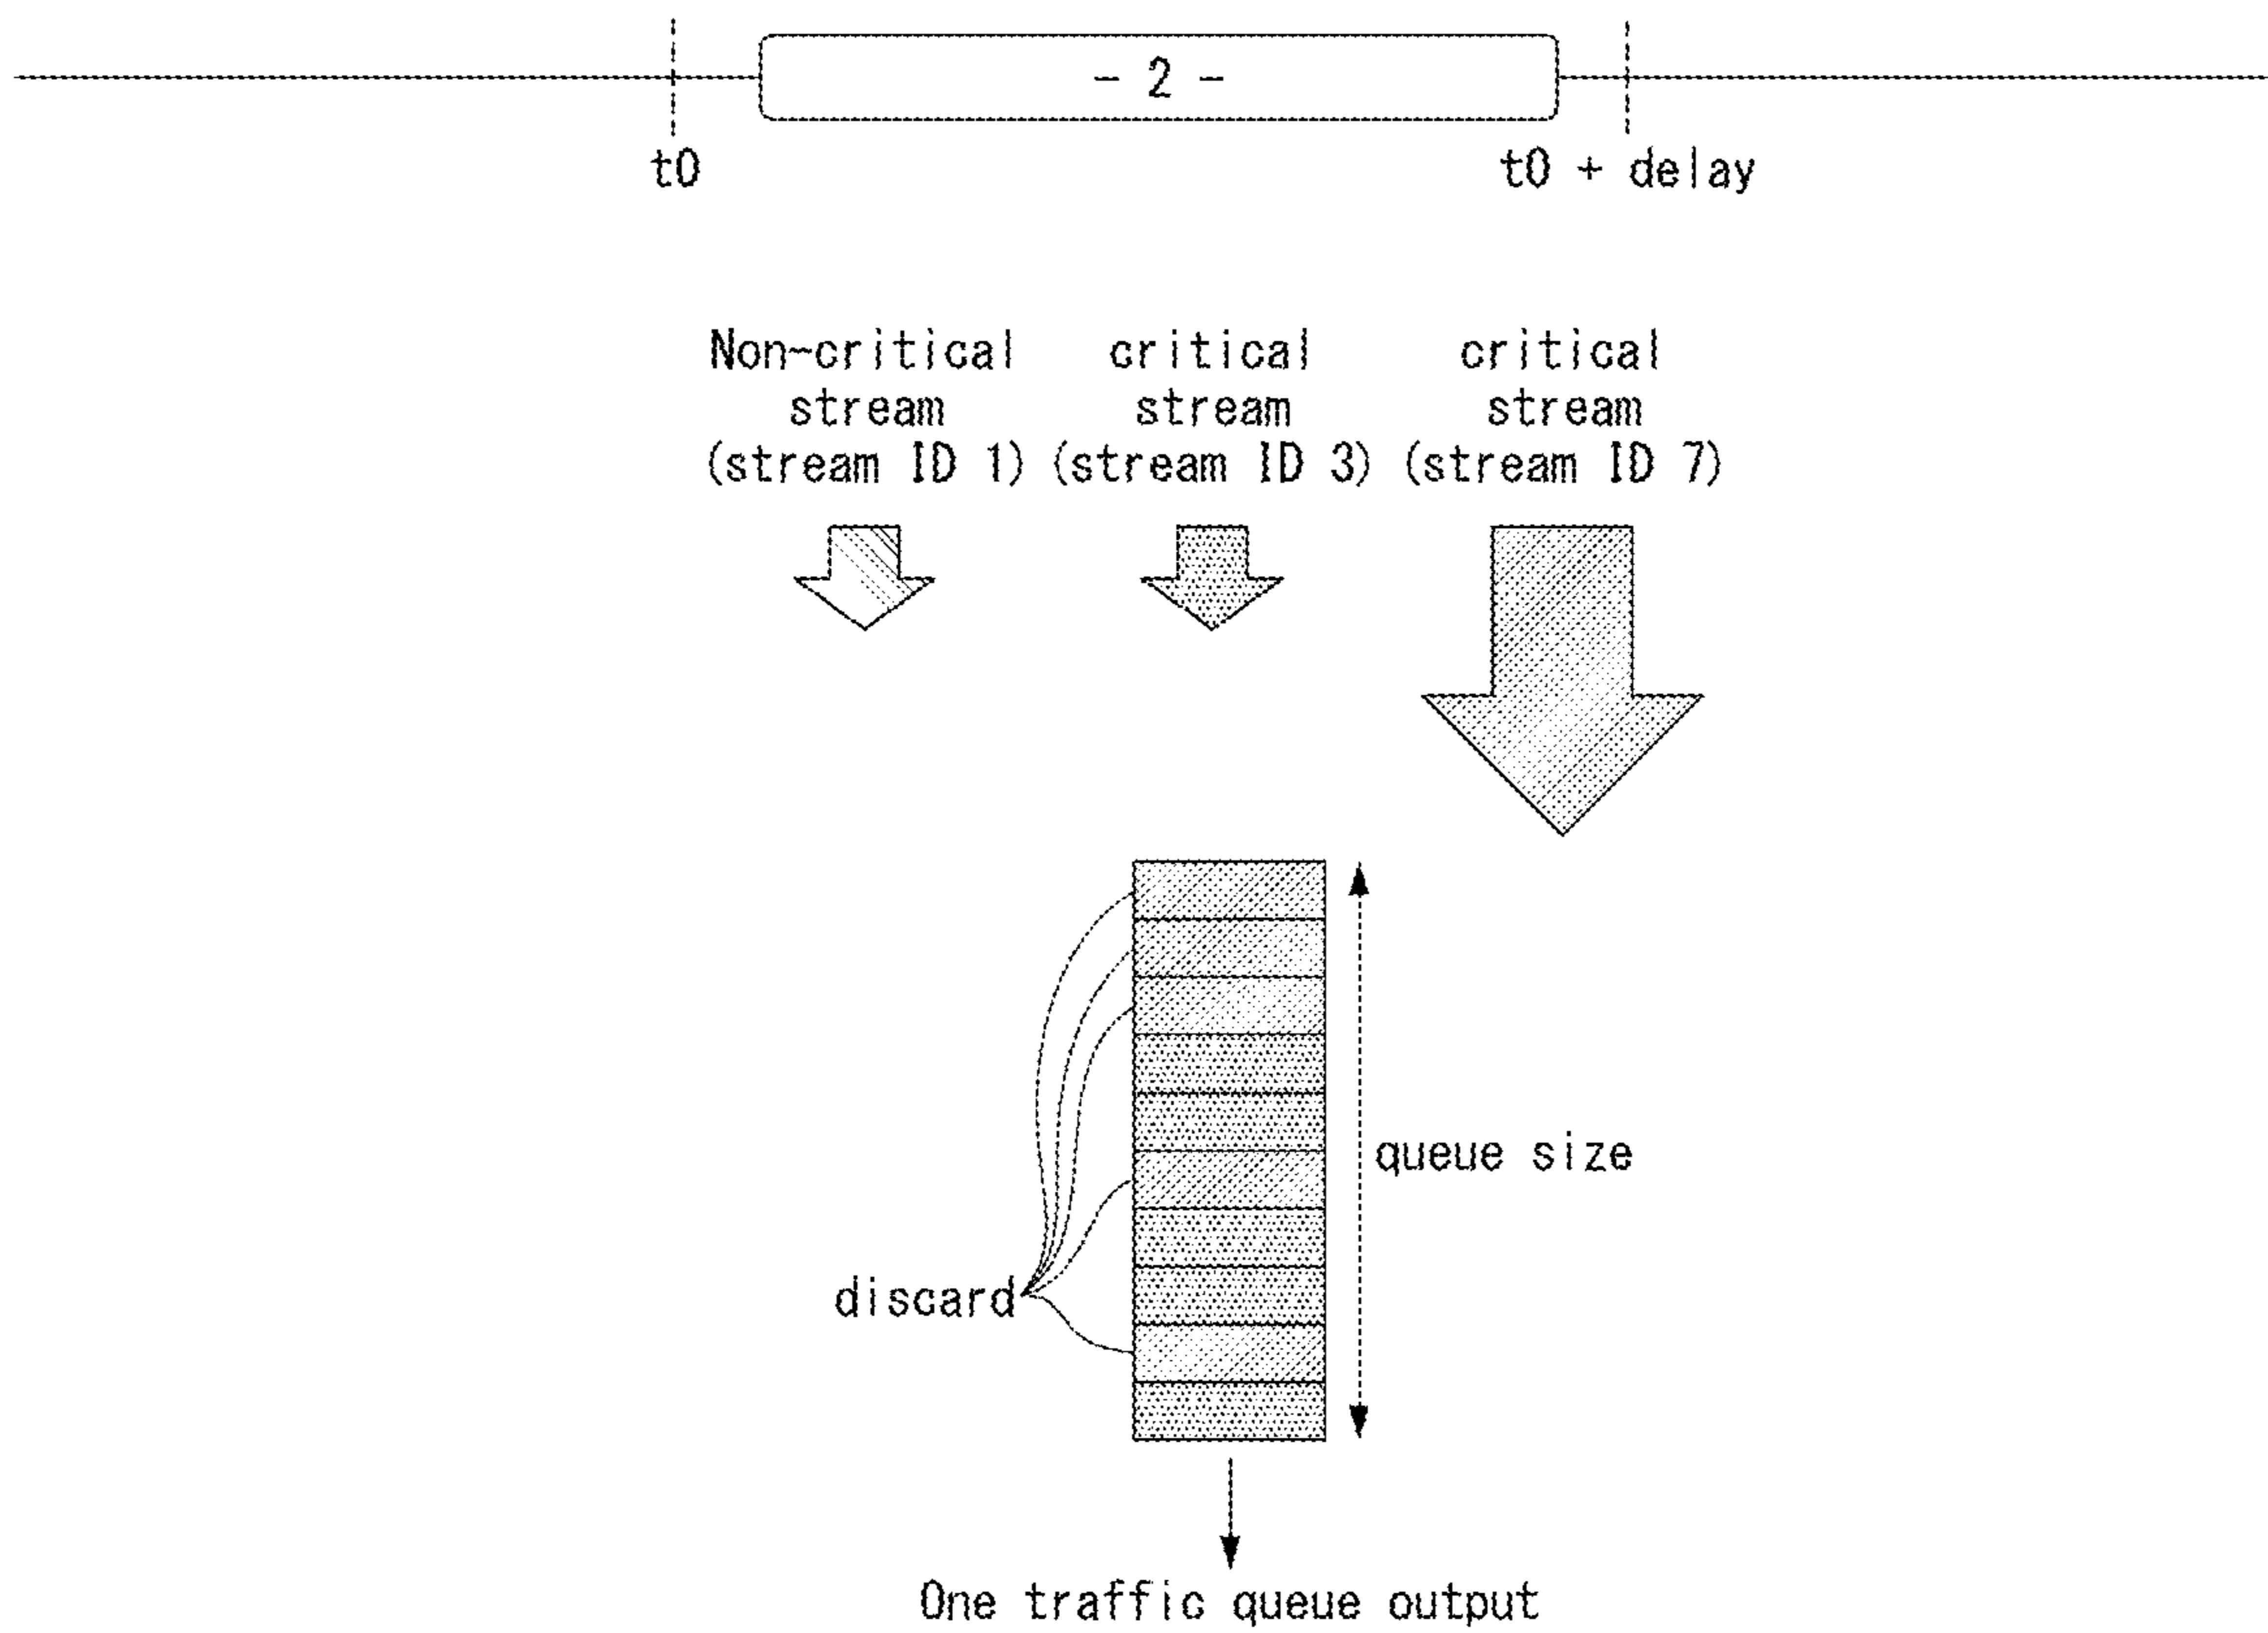 - 2 -
t0
t0 + delay
Non-critical
stream
(stream ID 1)
critical
stream
(stream ID 3)
critical
stream
(stream ID 7)
queue size
discard
One traffic queue output